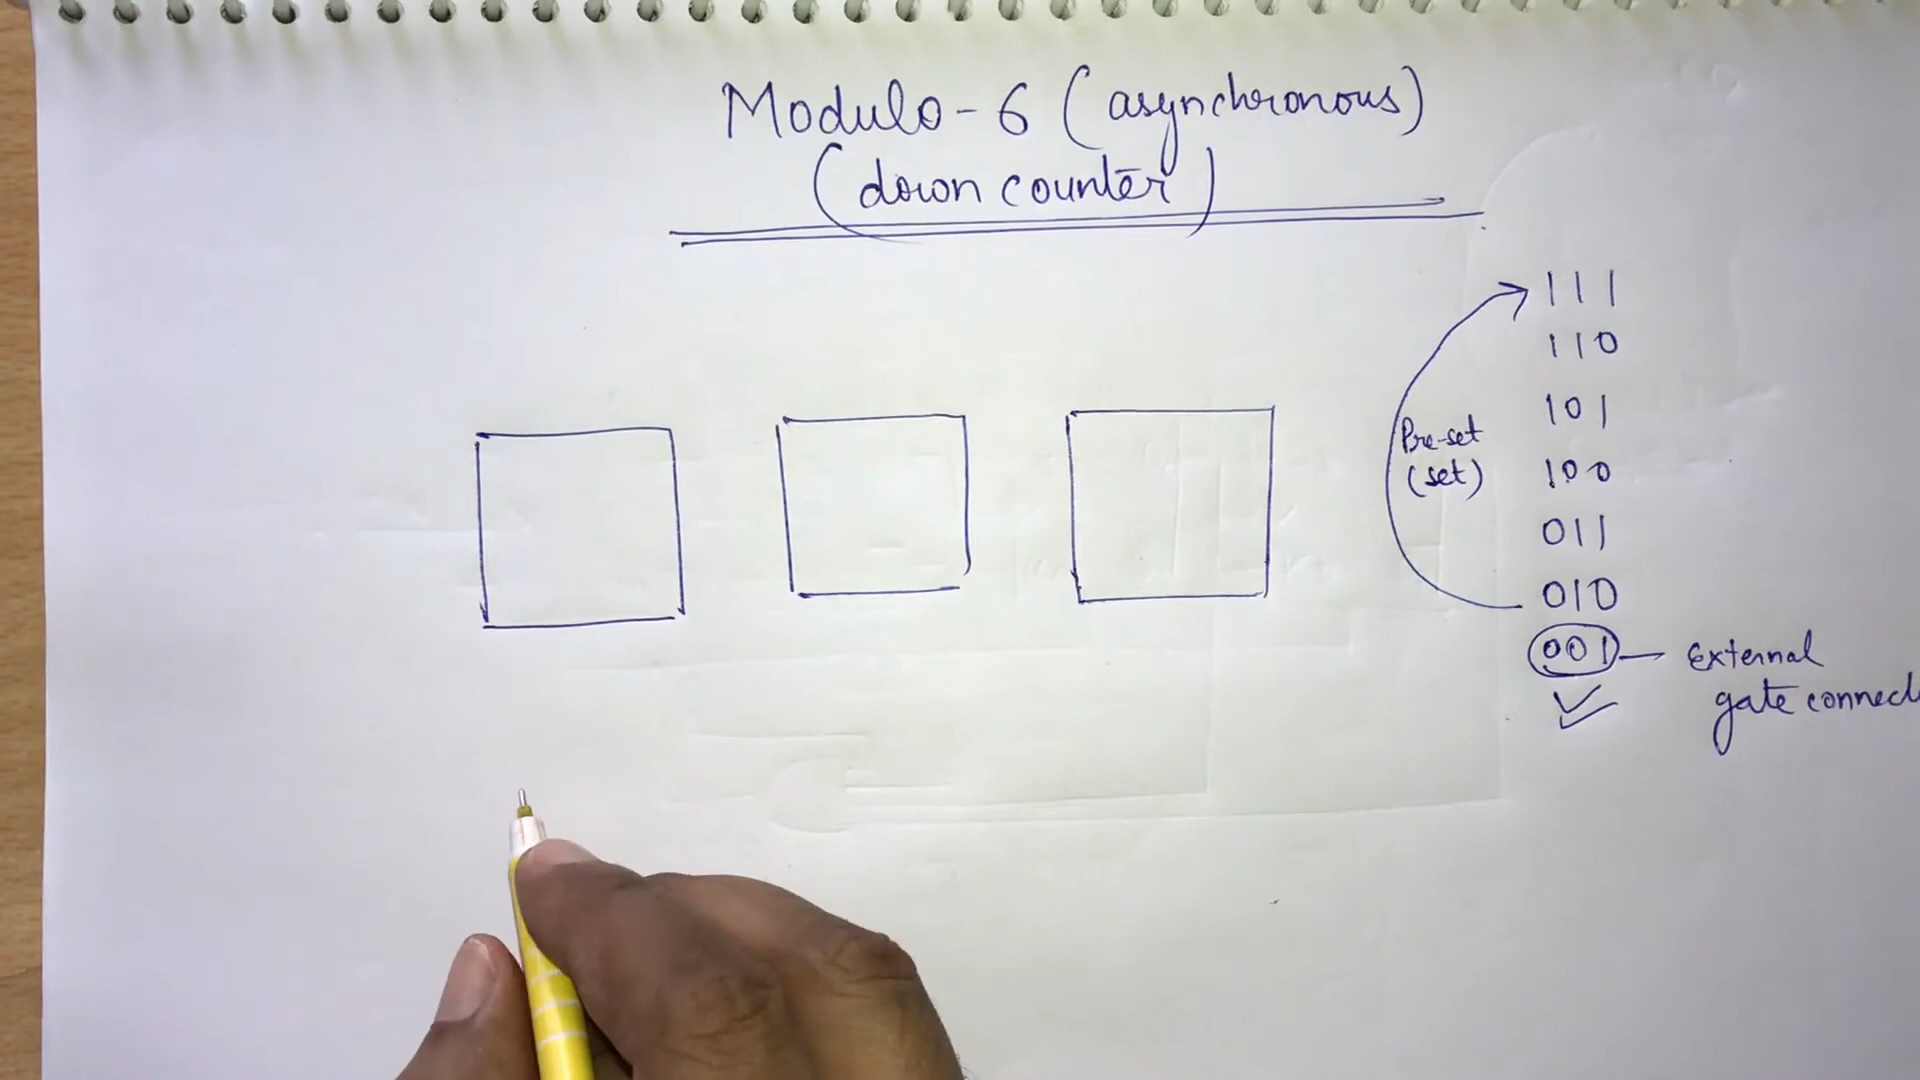 Modulo-6 (asynchronous)
(down counter)
111
110
101
Pre-set
(set)
100
011
010
001 — External
gate connect